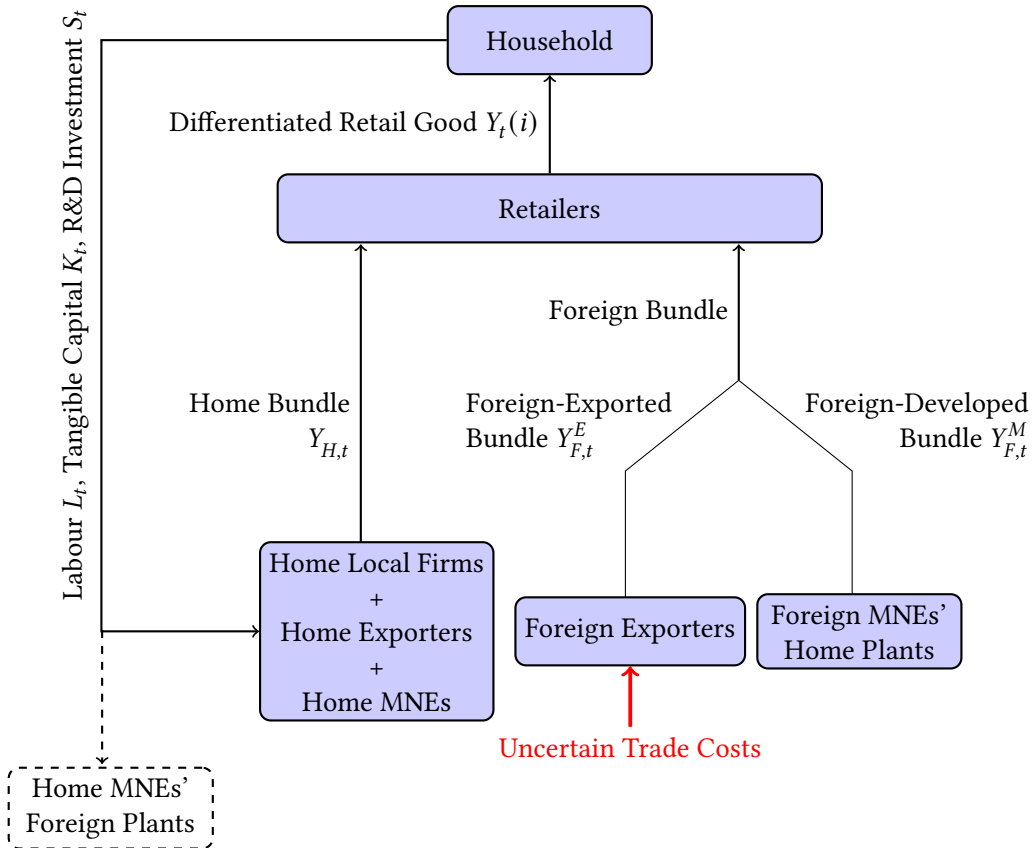 Household
Labour L_t, Tangible Capital K_t, R&D Investment S_t
Differentiated Retail Good Y_t(i)
Retailers
Foreign Bundle
Home Bundle
Y_{H,t}
Foreign-Exported
Bundle Y^E_{F,t}
Foreign-Developed
Bundle Y^M_{F,t}
Home Local Firms
+
Home Exporters
+
Home MNEs
Foreign Exporters
Foreign MNEs’
Home Plants
Uncertain Trade Costs
Home MNEs’
Foreign Plants